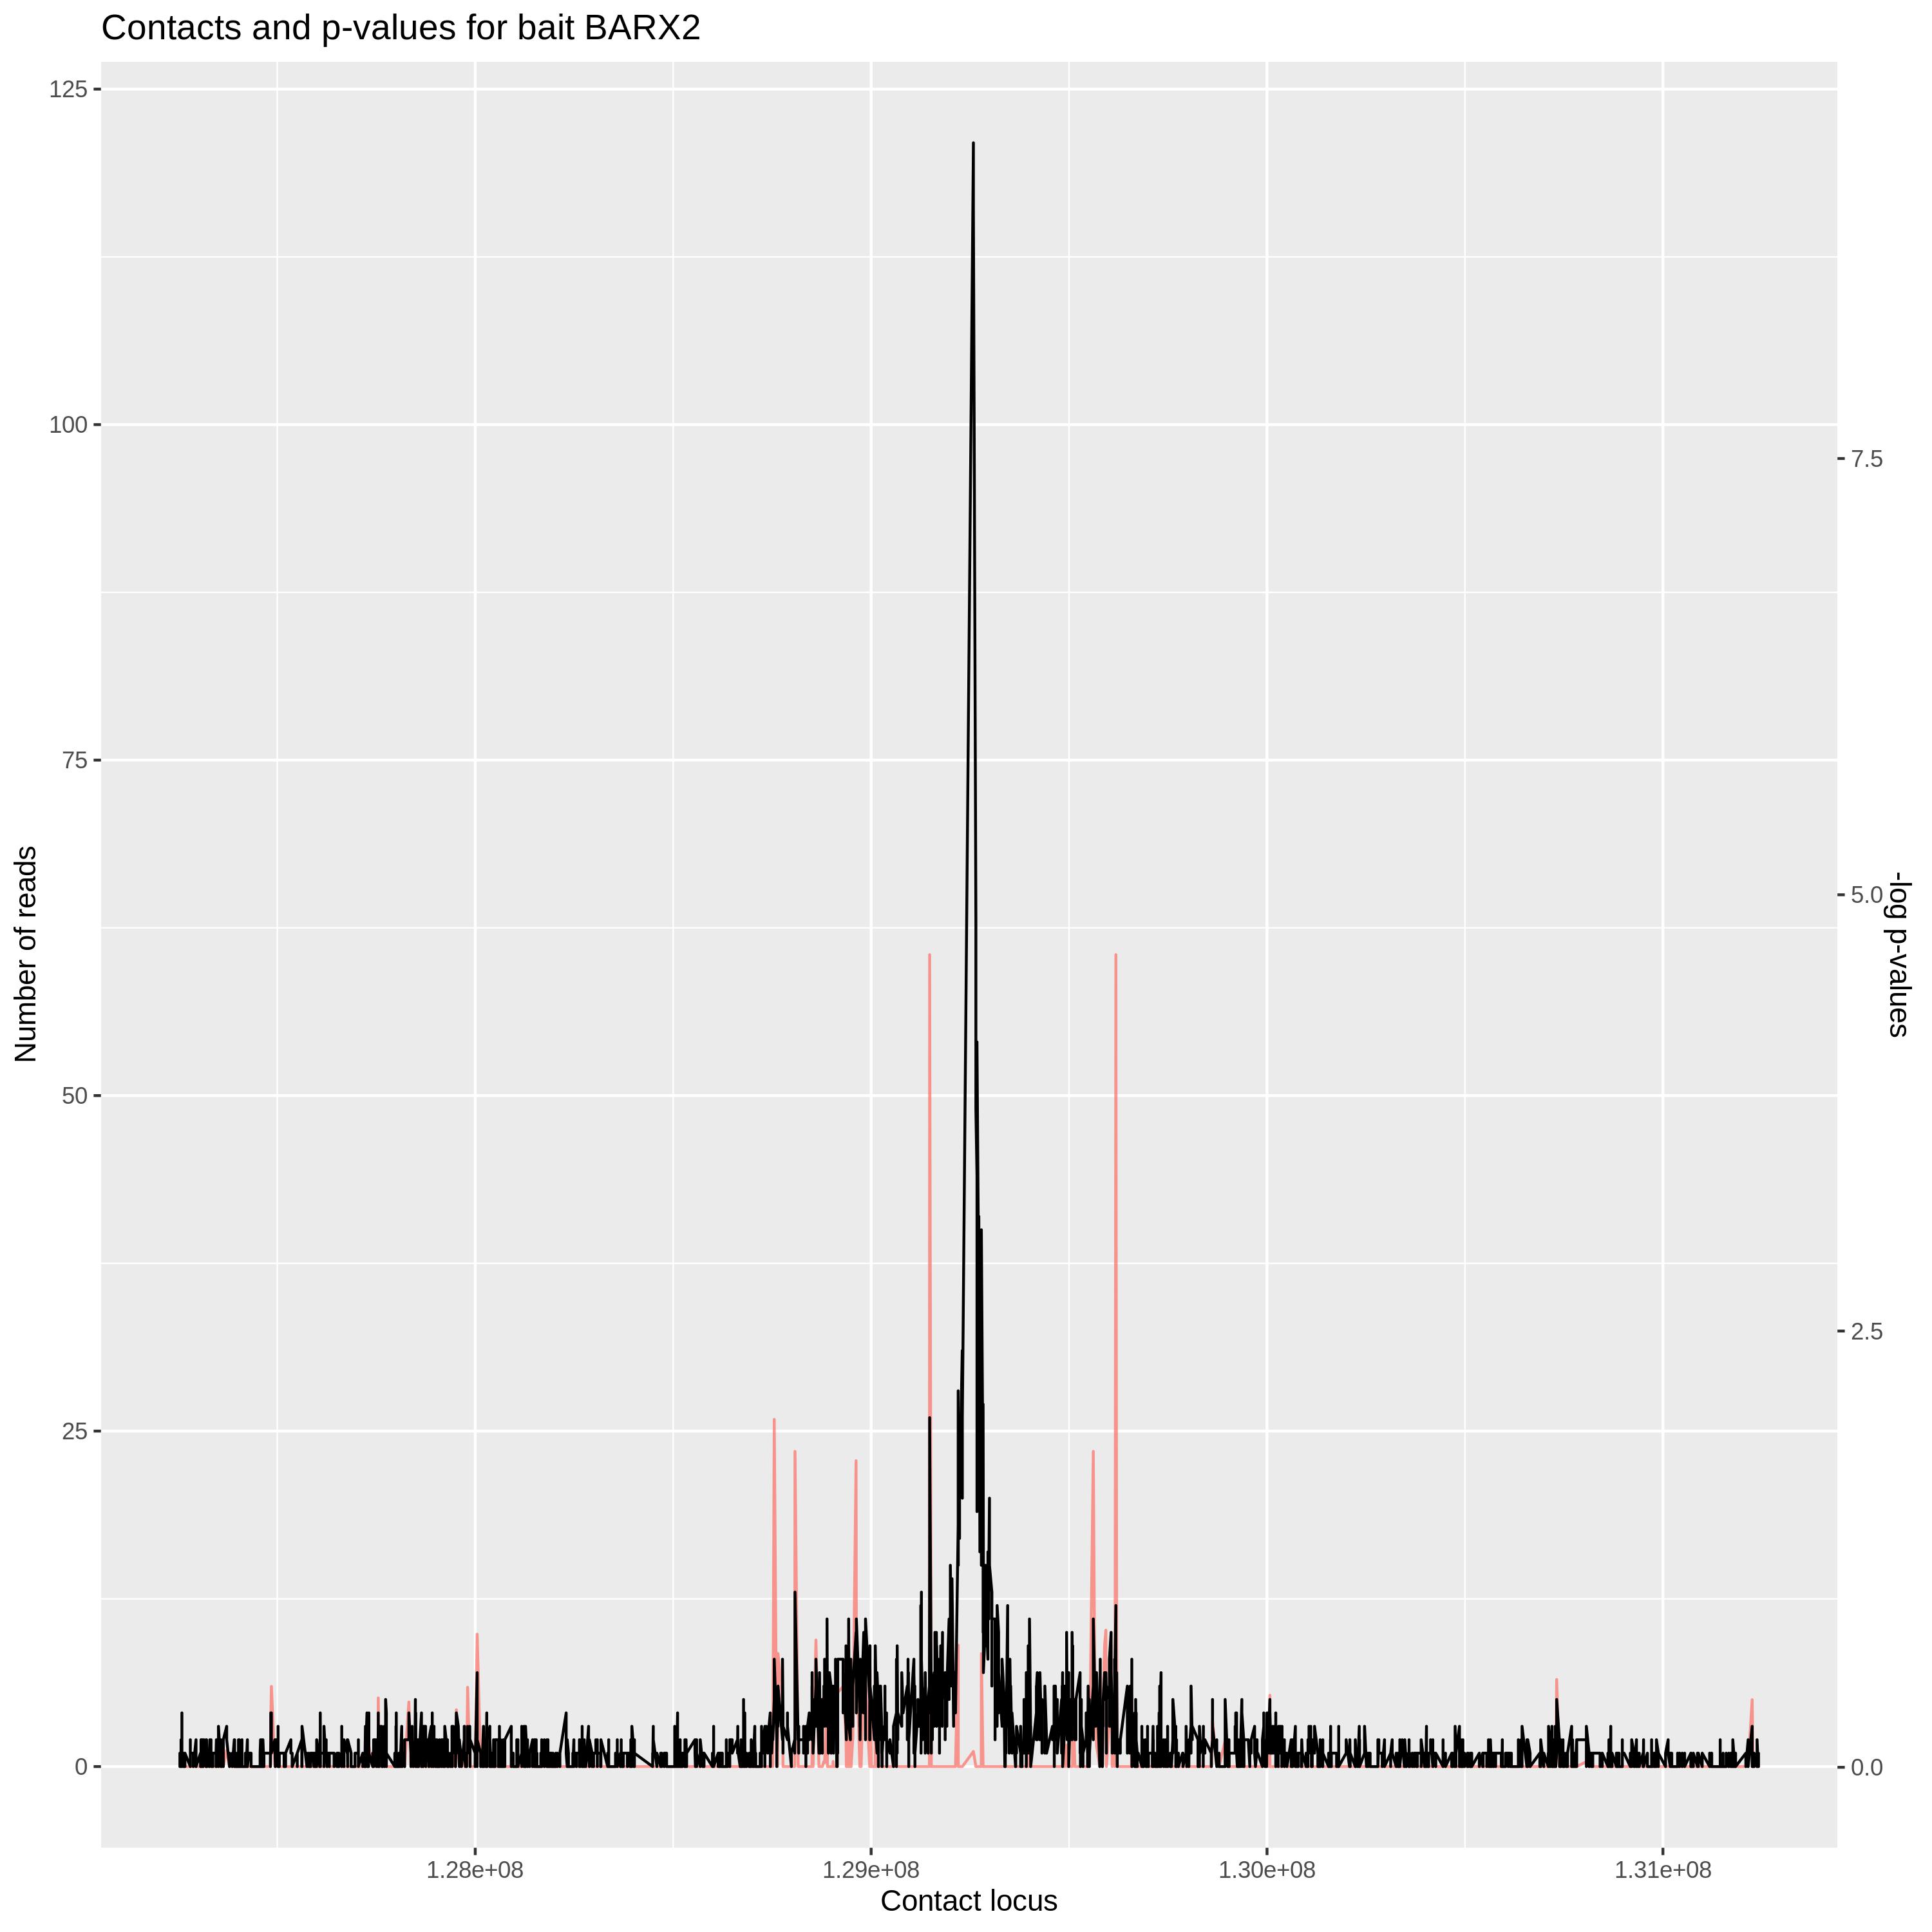 Contacts and p-values for bait BARX2
125
100
75
50
25
0
Number of reads
7.5
5.0
2.5
0.0
-log p-values
1.28e+08
1.29e+08
1.30e+08
1.31e+08
Contact locus